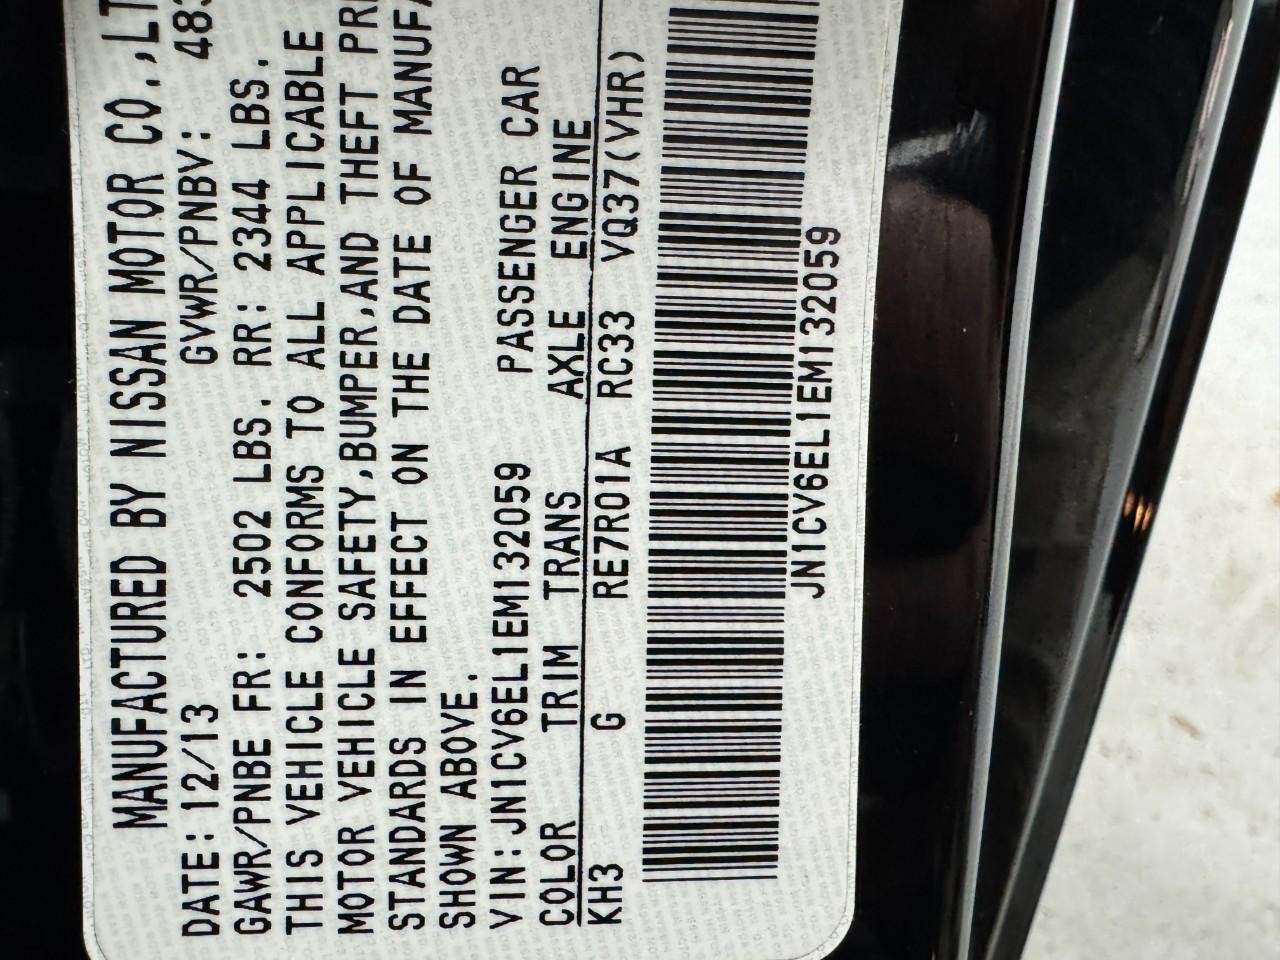 MANUFACTURED BY NISSAN MOTOR CO.,LT
DATE:12/13 GVWR/PNBV: 483
GAWR/PNBE FR: 2502 LBS. RR: 2344 LBS.
THIS VEHICLE CONFORMS TO ALL APPLICABLE
MOTOR VEHICLE SAFETY,BUMPER,AND THEFT PR
STANDARDS IN EFFECT ON THE DATE OF MANUFA
SHOWN ABOVE.
VIN:JN1CV6EL1EM132059 PASSENGER CAR
COLOR TRIM TRANS AXLE ENGINE
KH3 G RE7R01A RC33 VQ37(VHR)
JN1CV6EL1EM132059